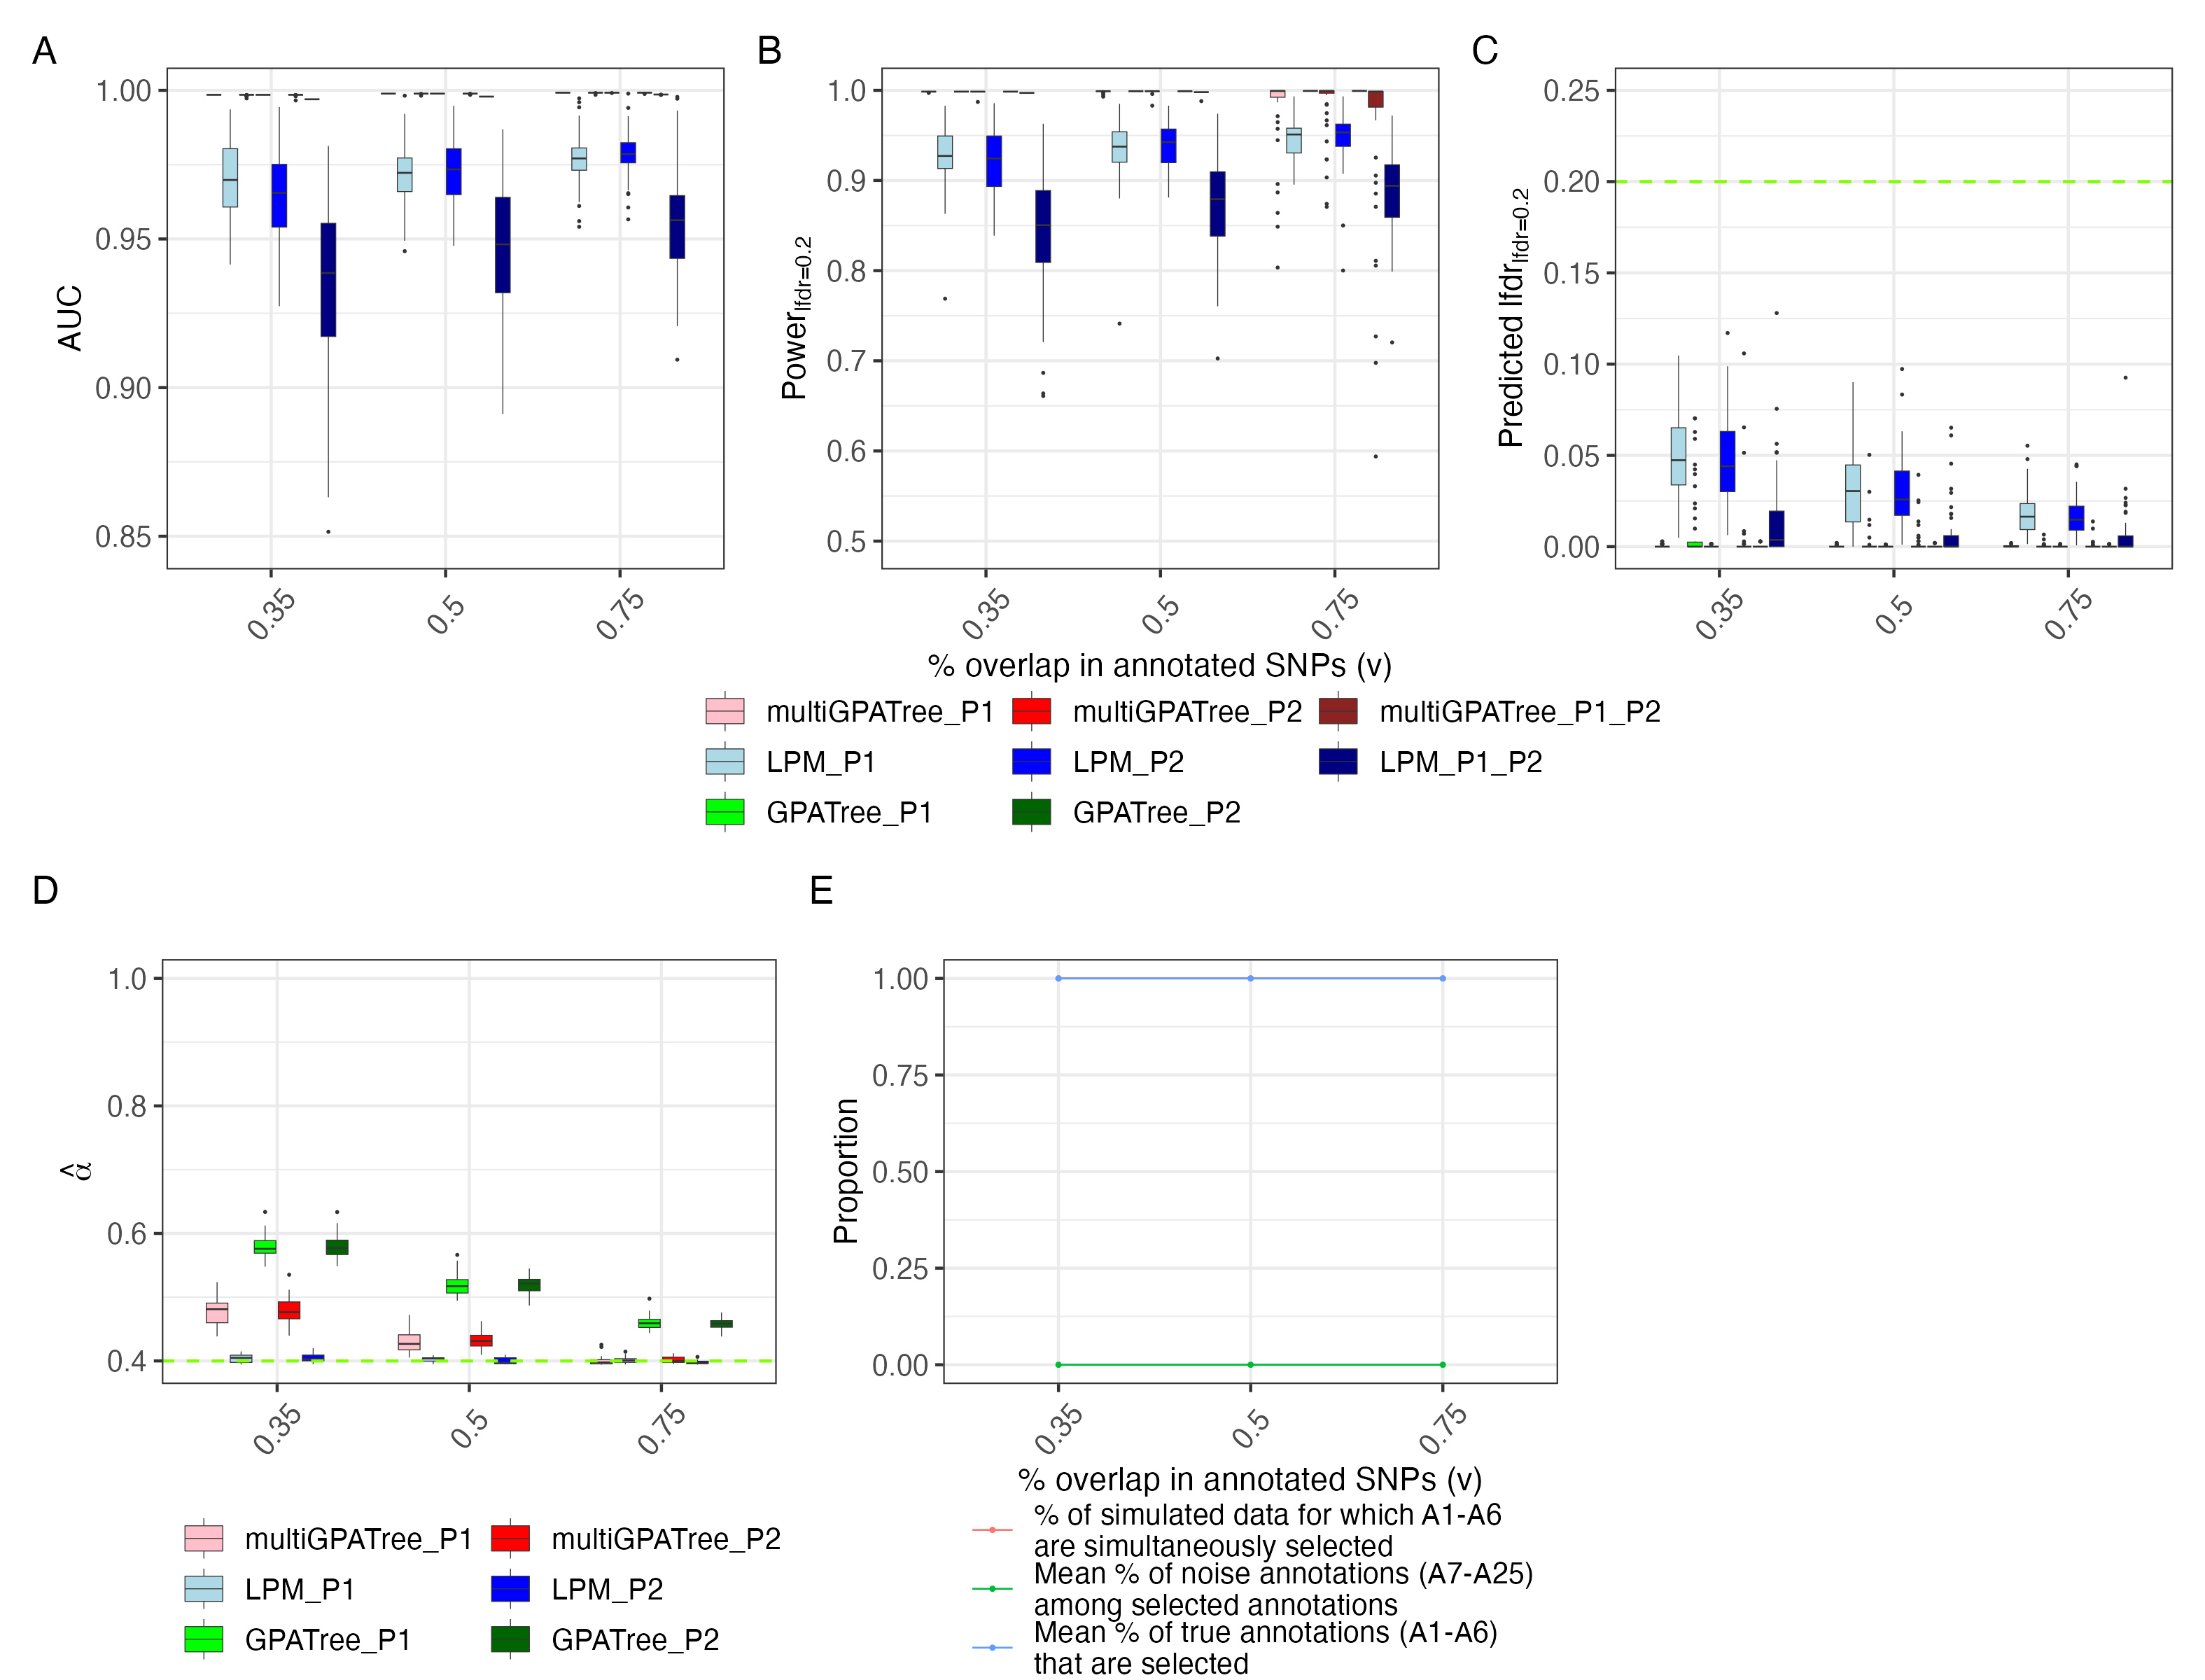 A
B
C
1.00
0.95
0.90
0.85
AUC
0.35
0.5
0.75
1.0
0.9
0.8
0.7
0.6
0.5
Power lfdr=0.2
0.35
0.5
0.75
0.25
0.20
0.15
0.10
0.05
0.00
Predicted lfdr lfdr=0.2
0.35
0.5
0.75
% overlap in annotated SNPs (v)
multiGPATree_P1 multiGPATree_P2 multiGPATree_P1_P2
LPM_P1 LPM_P2 LPM_P1_P2
GPATree_P1 GPATree_P2
D
E
1.0
0.8
0.6
0.4
α̂
0.35
0.5
0.75
multiGPATree_P1 multiGPATree_P2
LPM_P1 LPM_P2
GPATree_P1 GPATree_P2
1.00
0.75
0.50
0.25
0.00
Proportion
0.35
0.5
0.75
% overlap in annotated SNPs (v)
% of simulated data for which A1-A6
are simultaneously selected
Mean % of noise annotations (A7-A25)
among selected annotations
Mean % of true annotations (A1-A6)
that are selected